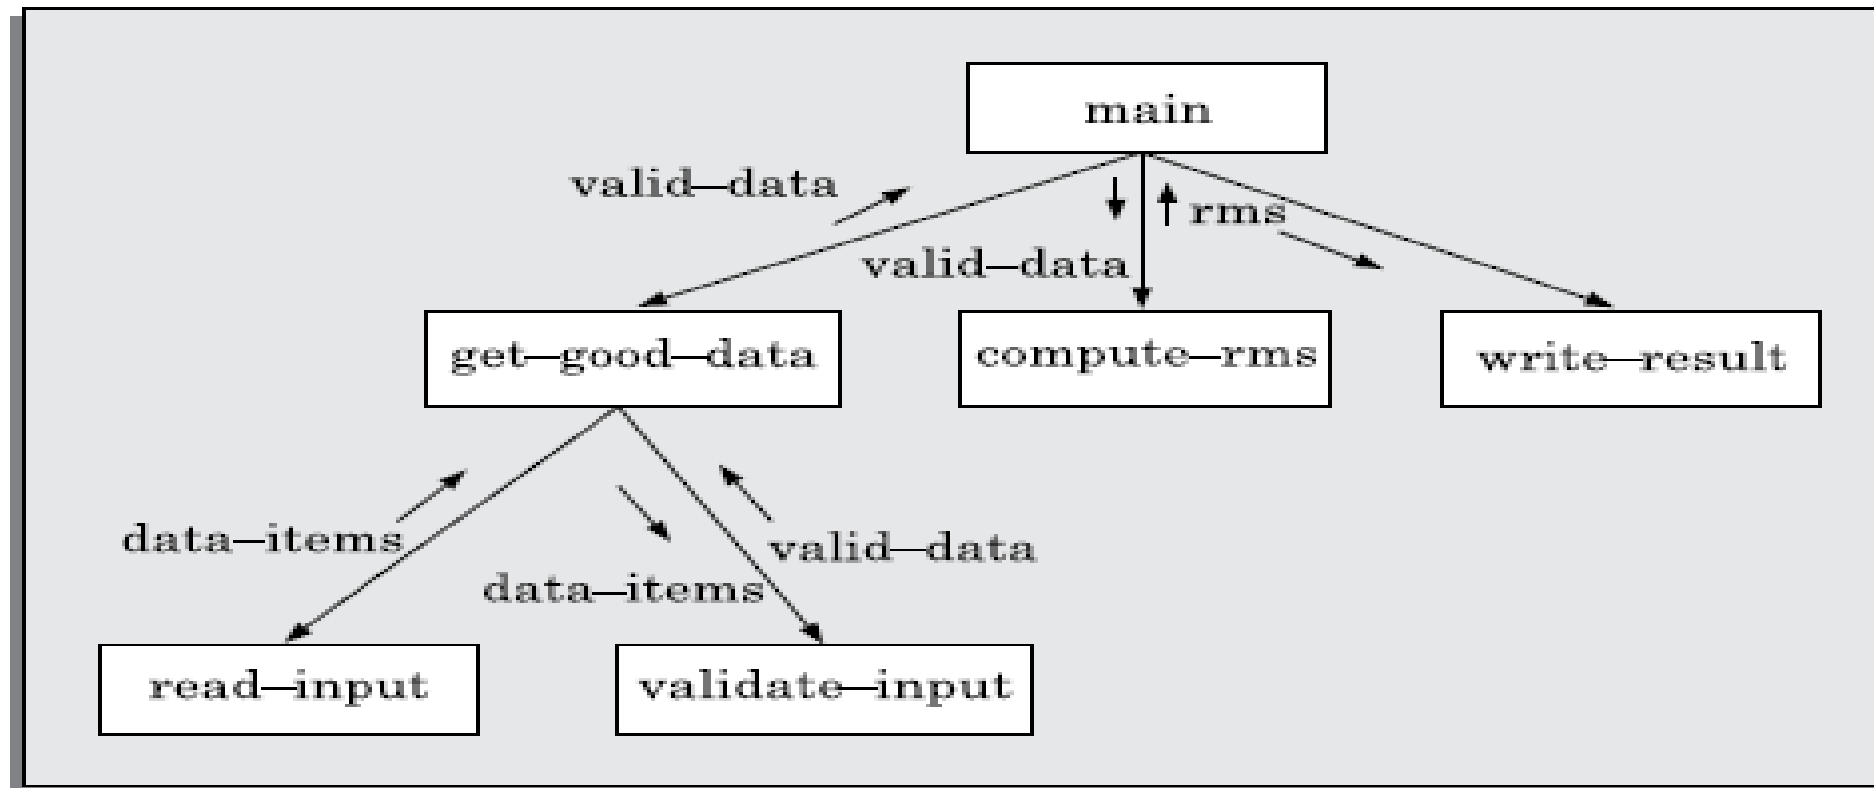 main
valid-data
rms
valid-data
get-good-data
compute-rms
write-result
data-items
valid-data
data-items
read-input
validate-input